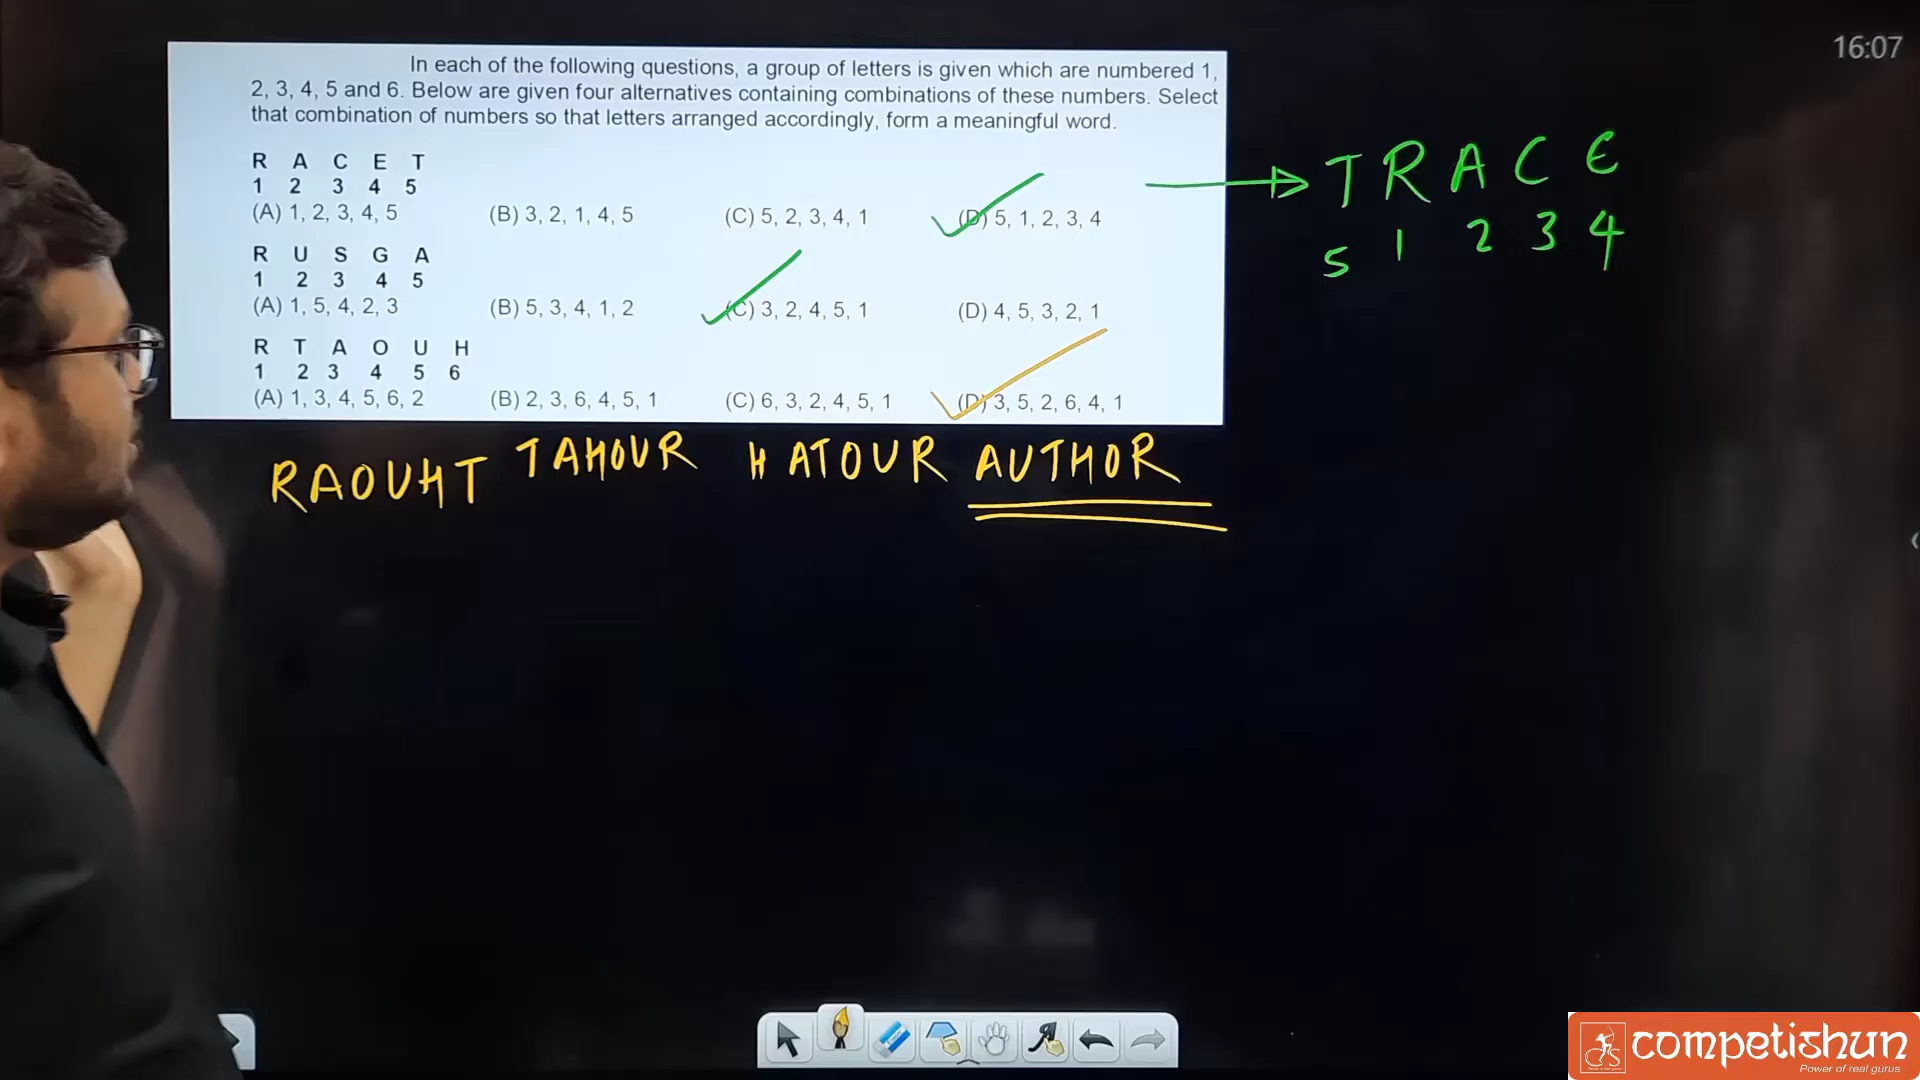 16:07
In each of the following questions, a group of letters is given which are numbered 1,
2, 3, 4, 5 and 6. Below are given four alternatives containing combinations of these numbers. Select
that combination of numbers so that letters arranged accordingly, form a meaningful word.
R A C E T
1 2 3 4 5
(A) 1, 2, 3, 4, 5 (B) 3, 2, 1, 4, 5 (C) 5, 2, 3, 4, 1 (D) 5, 1, 2, 3, 4
TRACE
5 1 2 3 4
R U S G A
1 2 3 4 5
(A) 1, 5, 4, 2, 3 (B) 5, 3, 4, 1, 2 (C) 3, 2, 4, 5, 1 (D) 4, 5, 3, 2, 1
R T A O U H
1 2 3 4 5 6
(A) 1, 3, 4, 5, 6, 2 (B) 2, 3, 6, 4, 5, 1 (C) 6, 3, 2, 4, 5, 1 (D) 3, 5, 2, 6, 4, 1
RAOUHT TAHOUR HATOUR AUTHOR
competishun
Power of real gurus